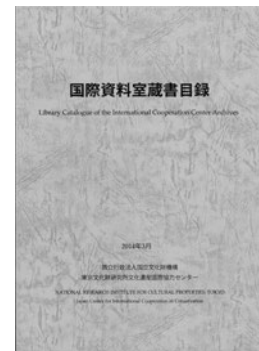 国際資料室蔵書目録
Library Catalogue of the International Cooperation Center Archives
2014年3月
独立行政法人国立文化財機構
東京文化財研究所文化遺産国際協力センター
NATIONAL RESEARCH INSTITUTE FOR CULTURAL PROPERTIES, TOKYO
Japan Center for International Cooperation in Conservation